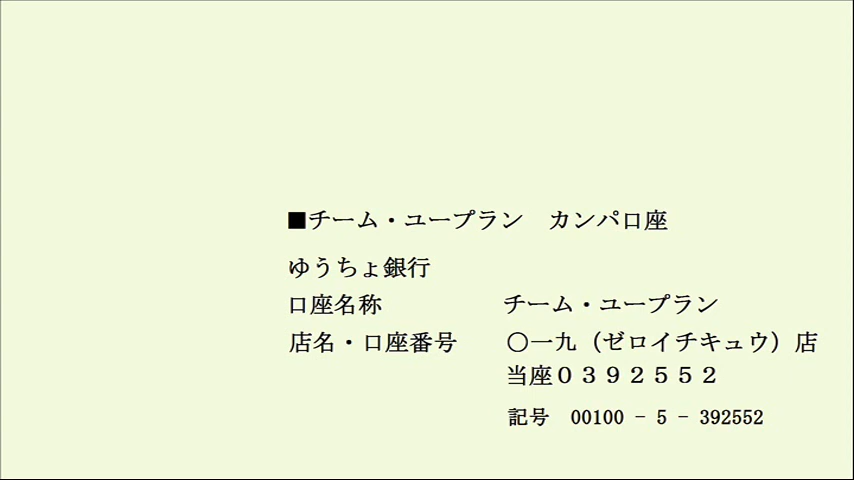 ■チーム・ユープラン　カンパ口座
ゆうちょ銀行
口座名称　チーム・ユープラン
店名・口座番号　〇一九（ゼロイチキュウ）店
当座０３９２５５２
記号　00100 － 5 － 392552